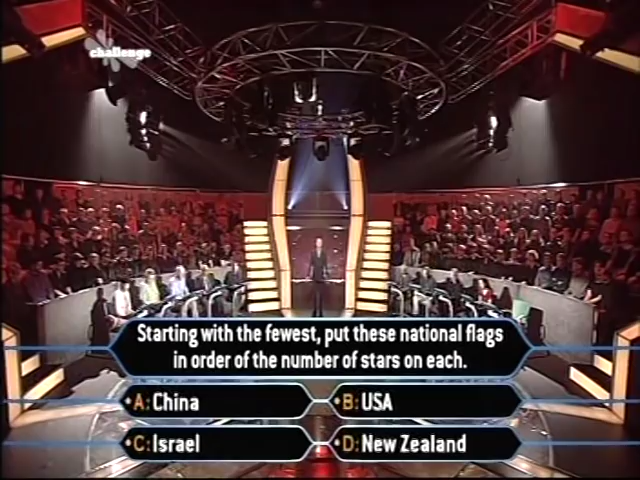 challenge
Starting with the fewest, put these national flags
in order of the number of stars on each.
A: China
B: USA
C: Israel
D: New Zealand